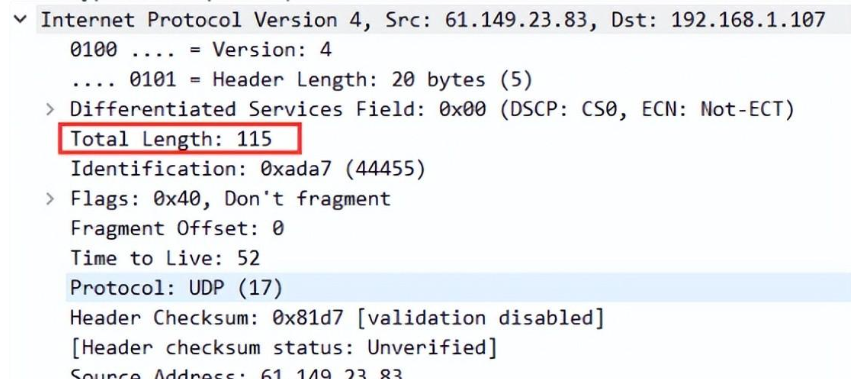 Internet Protocol Version 4, Src: 61.149.23.83, Dst: 192.168.1.107
0100 .... = Version: 4
.... 0101 = Header Length: 20 bytes (5)
Differentiated Services Field: 0x00 (DSCP: CS0, ECN: Not-ECT)
Total Length: 115
Identification: 0xada7 (44455)
Flags: 0x40, Don't fragment
Fragment Offset: 0
Time to Live: 52
Protocol: UDP (17)
Header Checksum: 0x81d7 [validation disabled]
[Header checksum status: Unverified]
Source Address: 61.149.23.83